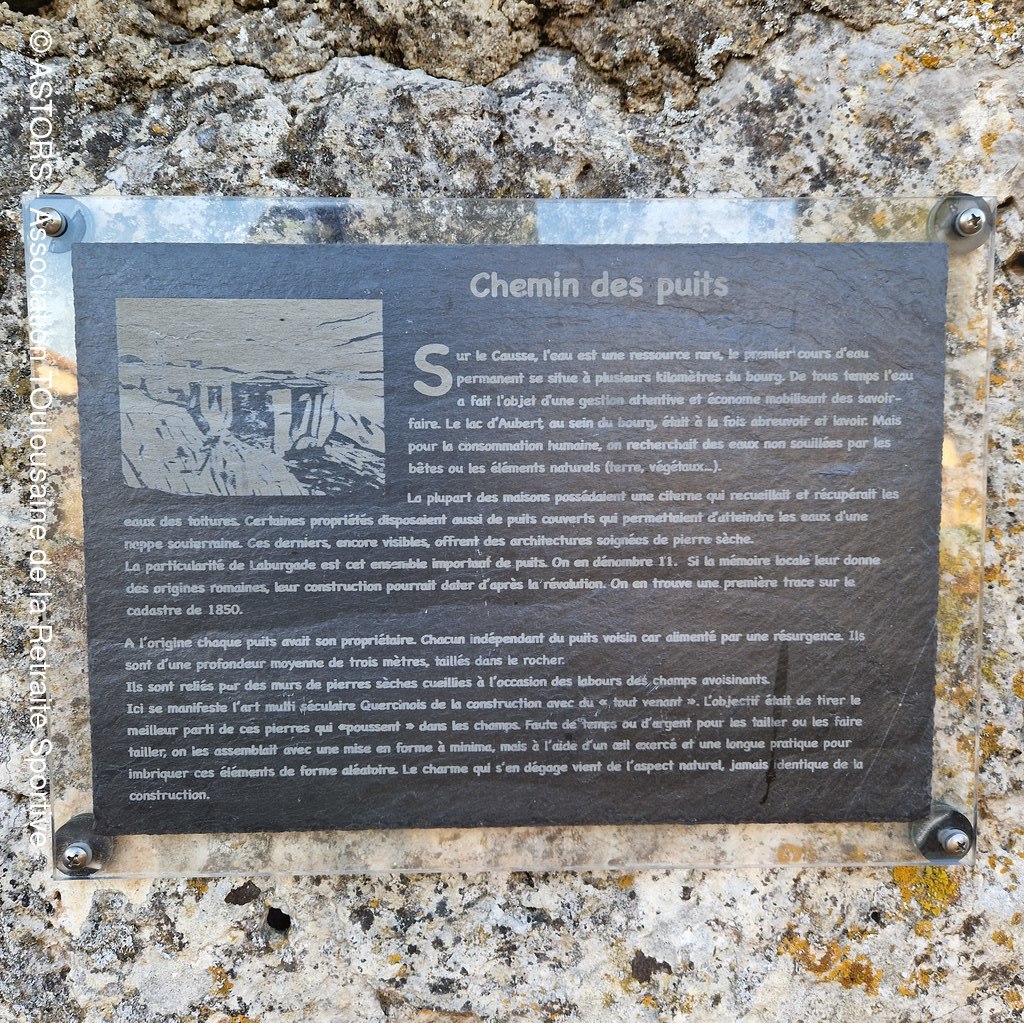 © ASTORS - Association TOulousaine de la Retraite Sportive
Chemin des puits
Sur le Causse, l'eau est une ressource rare, le premier cours d'eau
permanent se situe à plusieurs kilomètres du bourg. De tous temps l'eau
a fait l'objet d'une gestion attentive et économe mobilisant des savoir-
faire. Le lac d'Aubert, au sein du bourg, était à la fois abreuvoir et lavoir. Mais
pour la consommation humaine, on recherchait des eaux non souillées par les
bêtes ou les éléments naturels (terre, végétaux...).
La plupart des maisons possédaient une citerne qui recueillait et récupérait les
eaux des toitures. Certaines propriétés disposaient aussi de puits couverts qui permettaient d'atteindre les eaux d'une
nappe souterraine. Ces derniers, encore visibles, offrent des architectures soignées de pierre sèche.
La particularité de Laburgade est cet ensemble important de puits. On en dénombre 11. Si la mémoire locale leur donne
des origines romaines, leur construction pourrait dater d'après la révolution. On en trouve une première trace sur le
cadastre de 1850.
A l'origine chaque puits avait son propriétaire. Chacun indépendant du puits voisin car alimenté par une résurgence. Ils
sont d'une profondeur moyenne de trois mètres, taillés dans le rocher.
Ils sont reliés par des murs de pierres sèches cueillies à l'occasion des labours des champs avoisinants.
Ici se manifeste l'art multi séculaire Quercinois de la construction avec du « tout venant ». L'objectif était de tirer le
meilleur parti de ces pierres qui «poussent » dans les champs. Faute de temps ou d'argent pour les tailler ou les faire
tailler, on les assemblait avec une mise en forme à minima, mais à l'aide d'un œil exercé et une longue pratique pour
imbriquer ces éléments de forme aléatoire. Le charme qui s'en dégage vient de l'aspect naturel, jamais identique de la
construction.